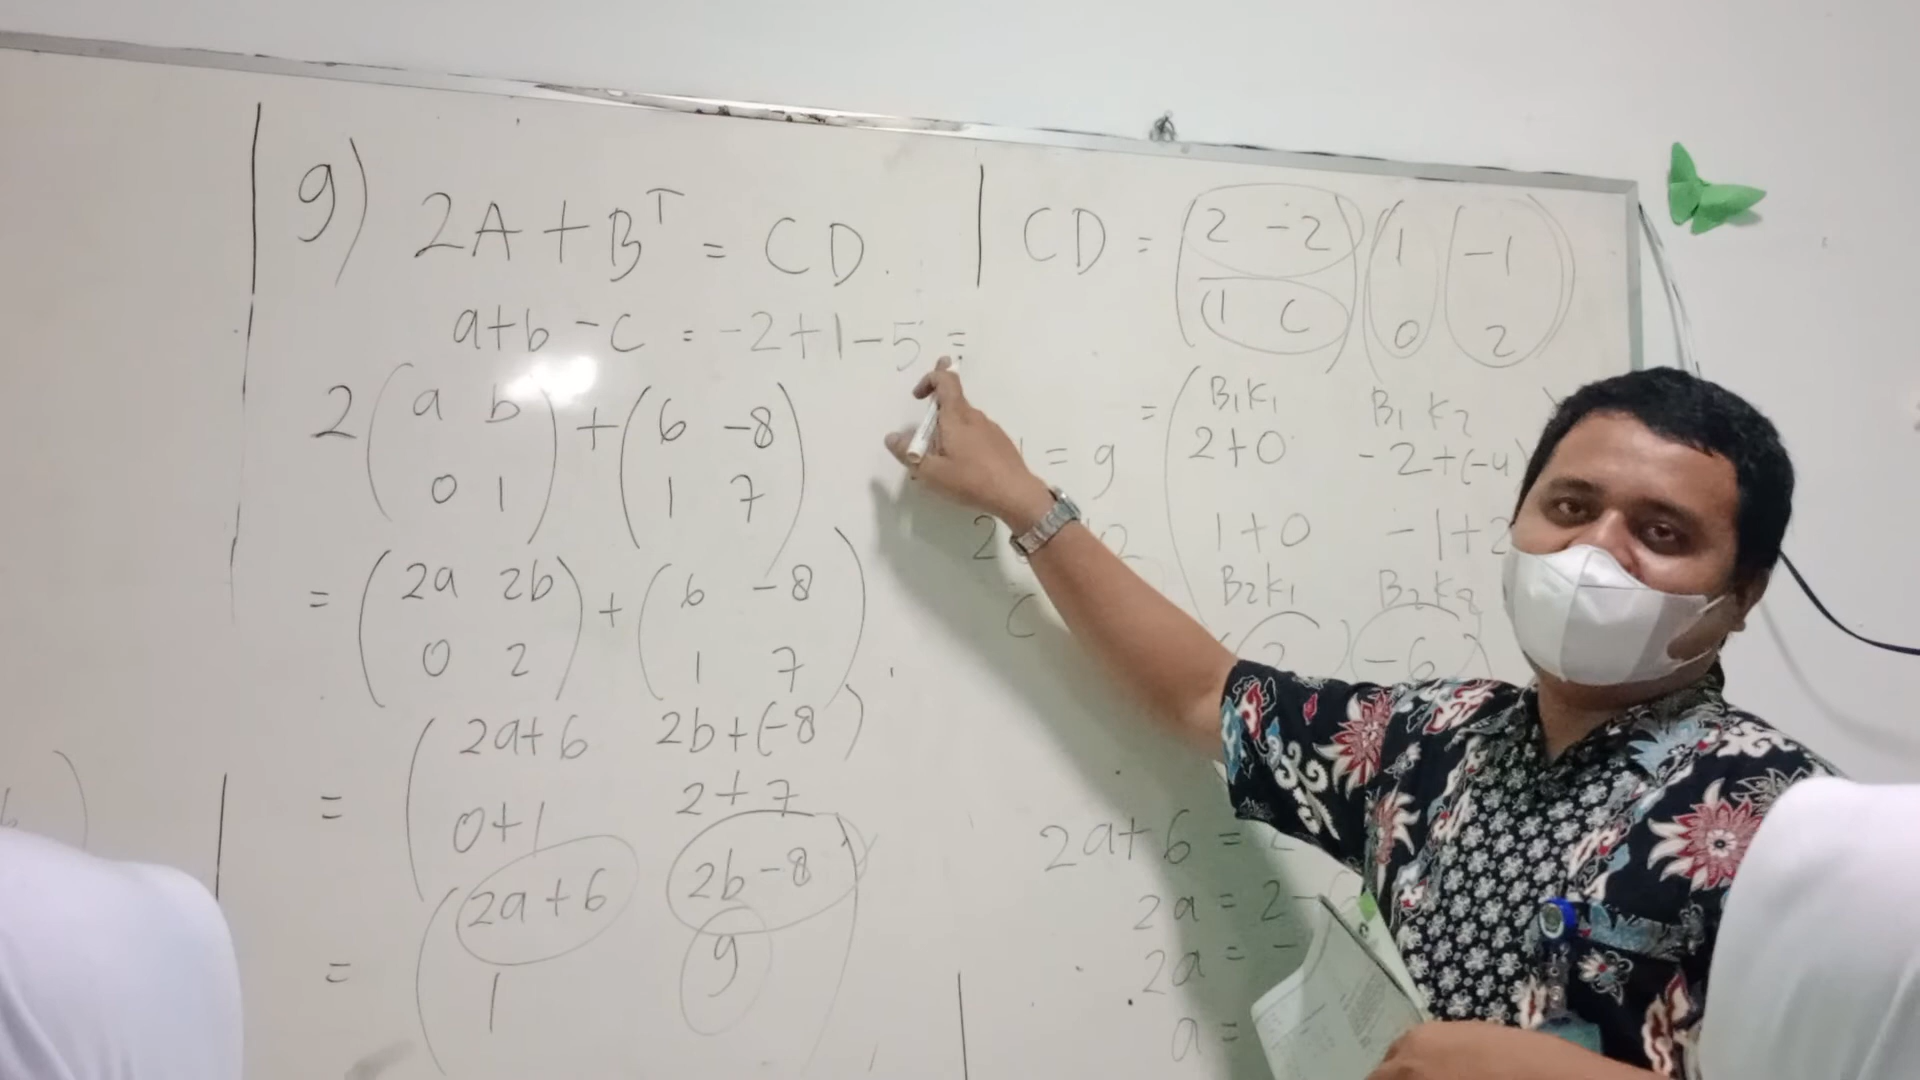 9) 2A + Bᵀ = CD.
a+b-c = -2+1-5 =
2 (a b) + (6 -8)
(0 1) (1 7)
= (2a 2b) + (6 -8)
(0 2) (1 7)
= (2a+6 2b+(-8)
0+1 2+7
= (2a+6 2b-8)
1 9
CD = (2 -2) (1 -1)
(1 c) (0 2)
= (B₁K₁ B₁K₂
2+0 -2+(-4)
1+0 -1+2
B₂K₁ B₂K₂
2 -6
= 9
c
2a+6 =
2a = 2-
2a = -
a =